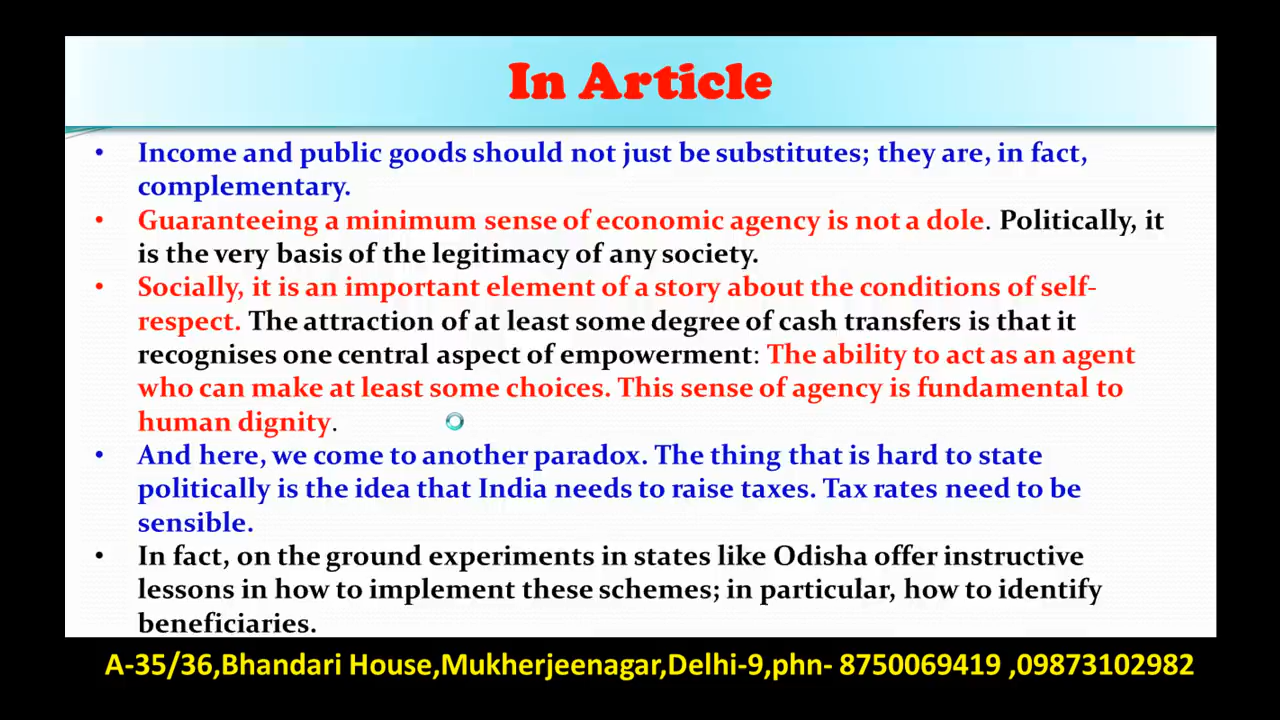 In Article
• Income and public goods should not just be substitutes; they are, in fact,
complementary.
• Guaranteeing a minimum sense of economic agency is not a dole. Politically, it
is the very basis of the legitimacy of any society.
• Socially, it is an important element of a story about the conditions of self-
respect. The attraction of at least some degree of cash transfers is that it
recognises one central aspect of empowerment: The ability to act as an agent
who can make at least some choices. This sense of agency is fundamental to
human dignity.
• And here, we come to another paradox. The thing that is hard to state
politically is the idea that India needs to raise taxes. Tax rates need to be
sensible.
• In fact, on the ground experiments in states like Odisha offer instructive
lessons in how to implement these schemes; in particular, how to identify
beneficiaries.
A-35/36,Bhandari House,Mukherjeenagar,Delhi-9,phn- 8750069419 ,09873102982